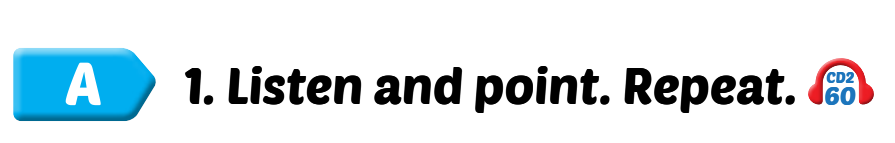 A 1. Listen and point. Repeat. CD2
60